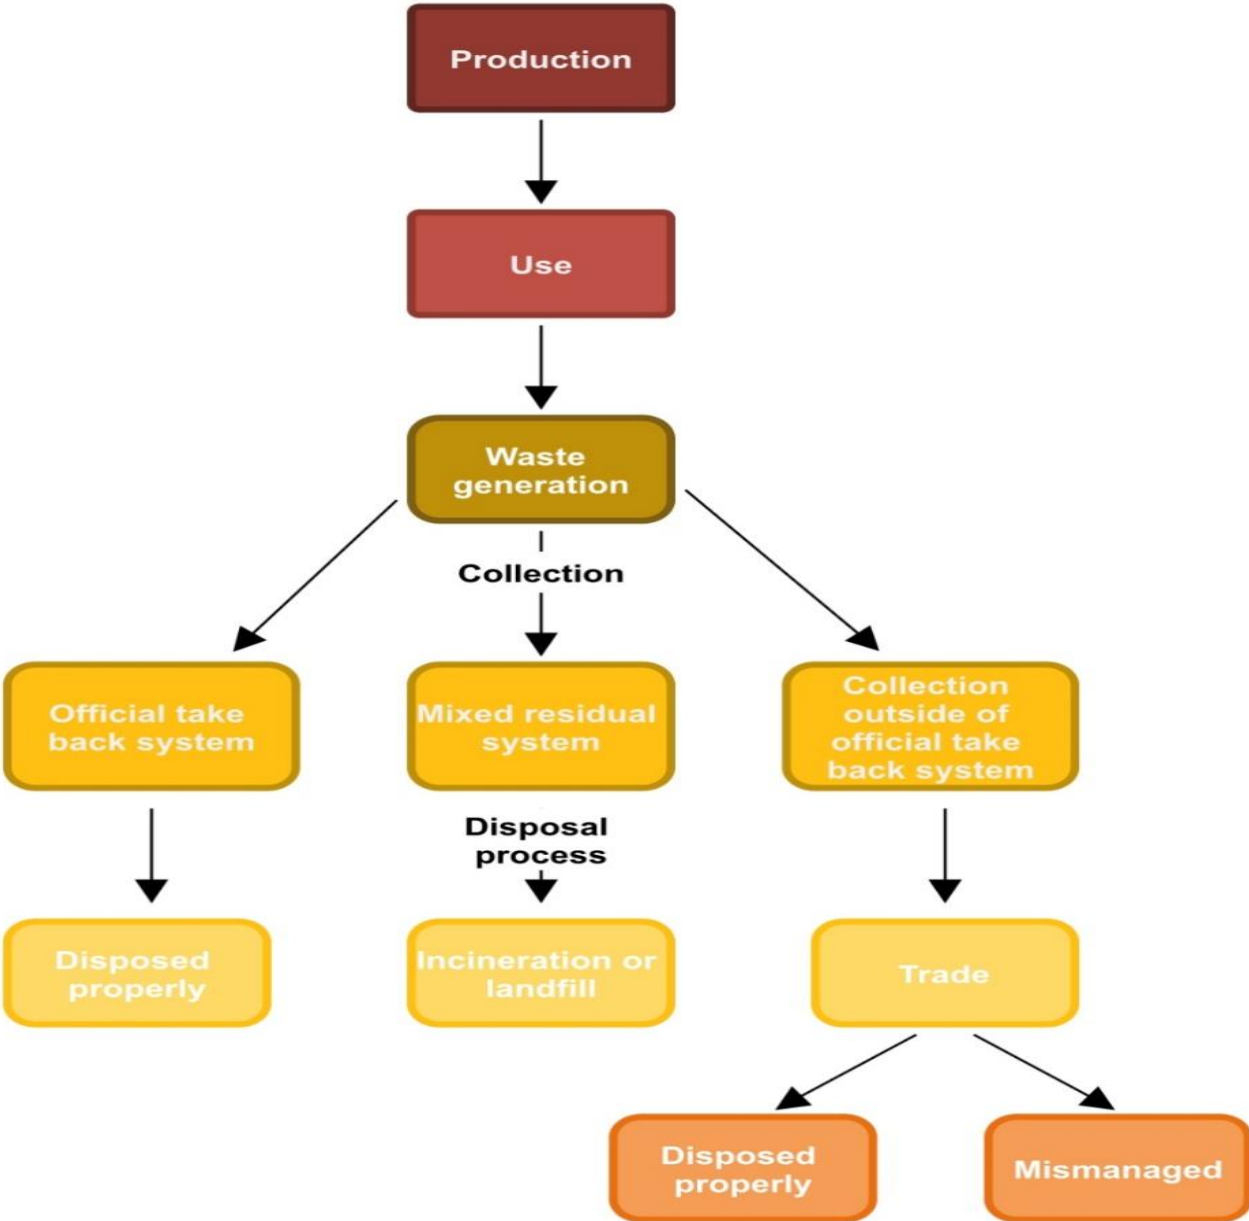 Production
Use
Waste
generation
Collection
Official take
back system
Mixed residual
system
Collection
outside of
official take
back system
Disposal
process
Disposed
properly
Incineration or
landfill
Trade
Disposed
properly
Mismanaged